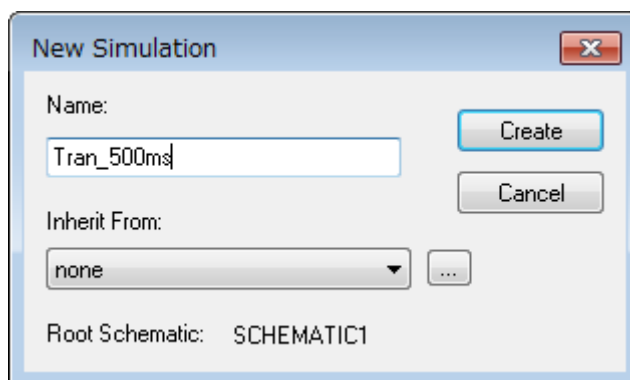 New Simulation
Name:
Create
Tran_500ms
Cancel
Inherit From:
none
...
Root Schematic: SCHEMATIC1